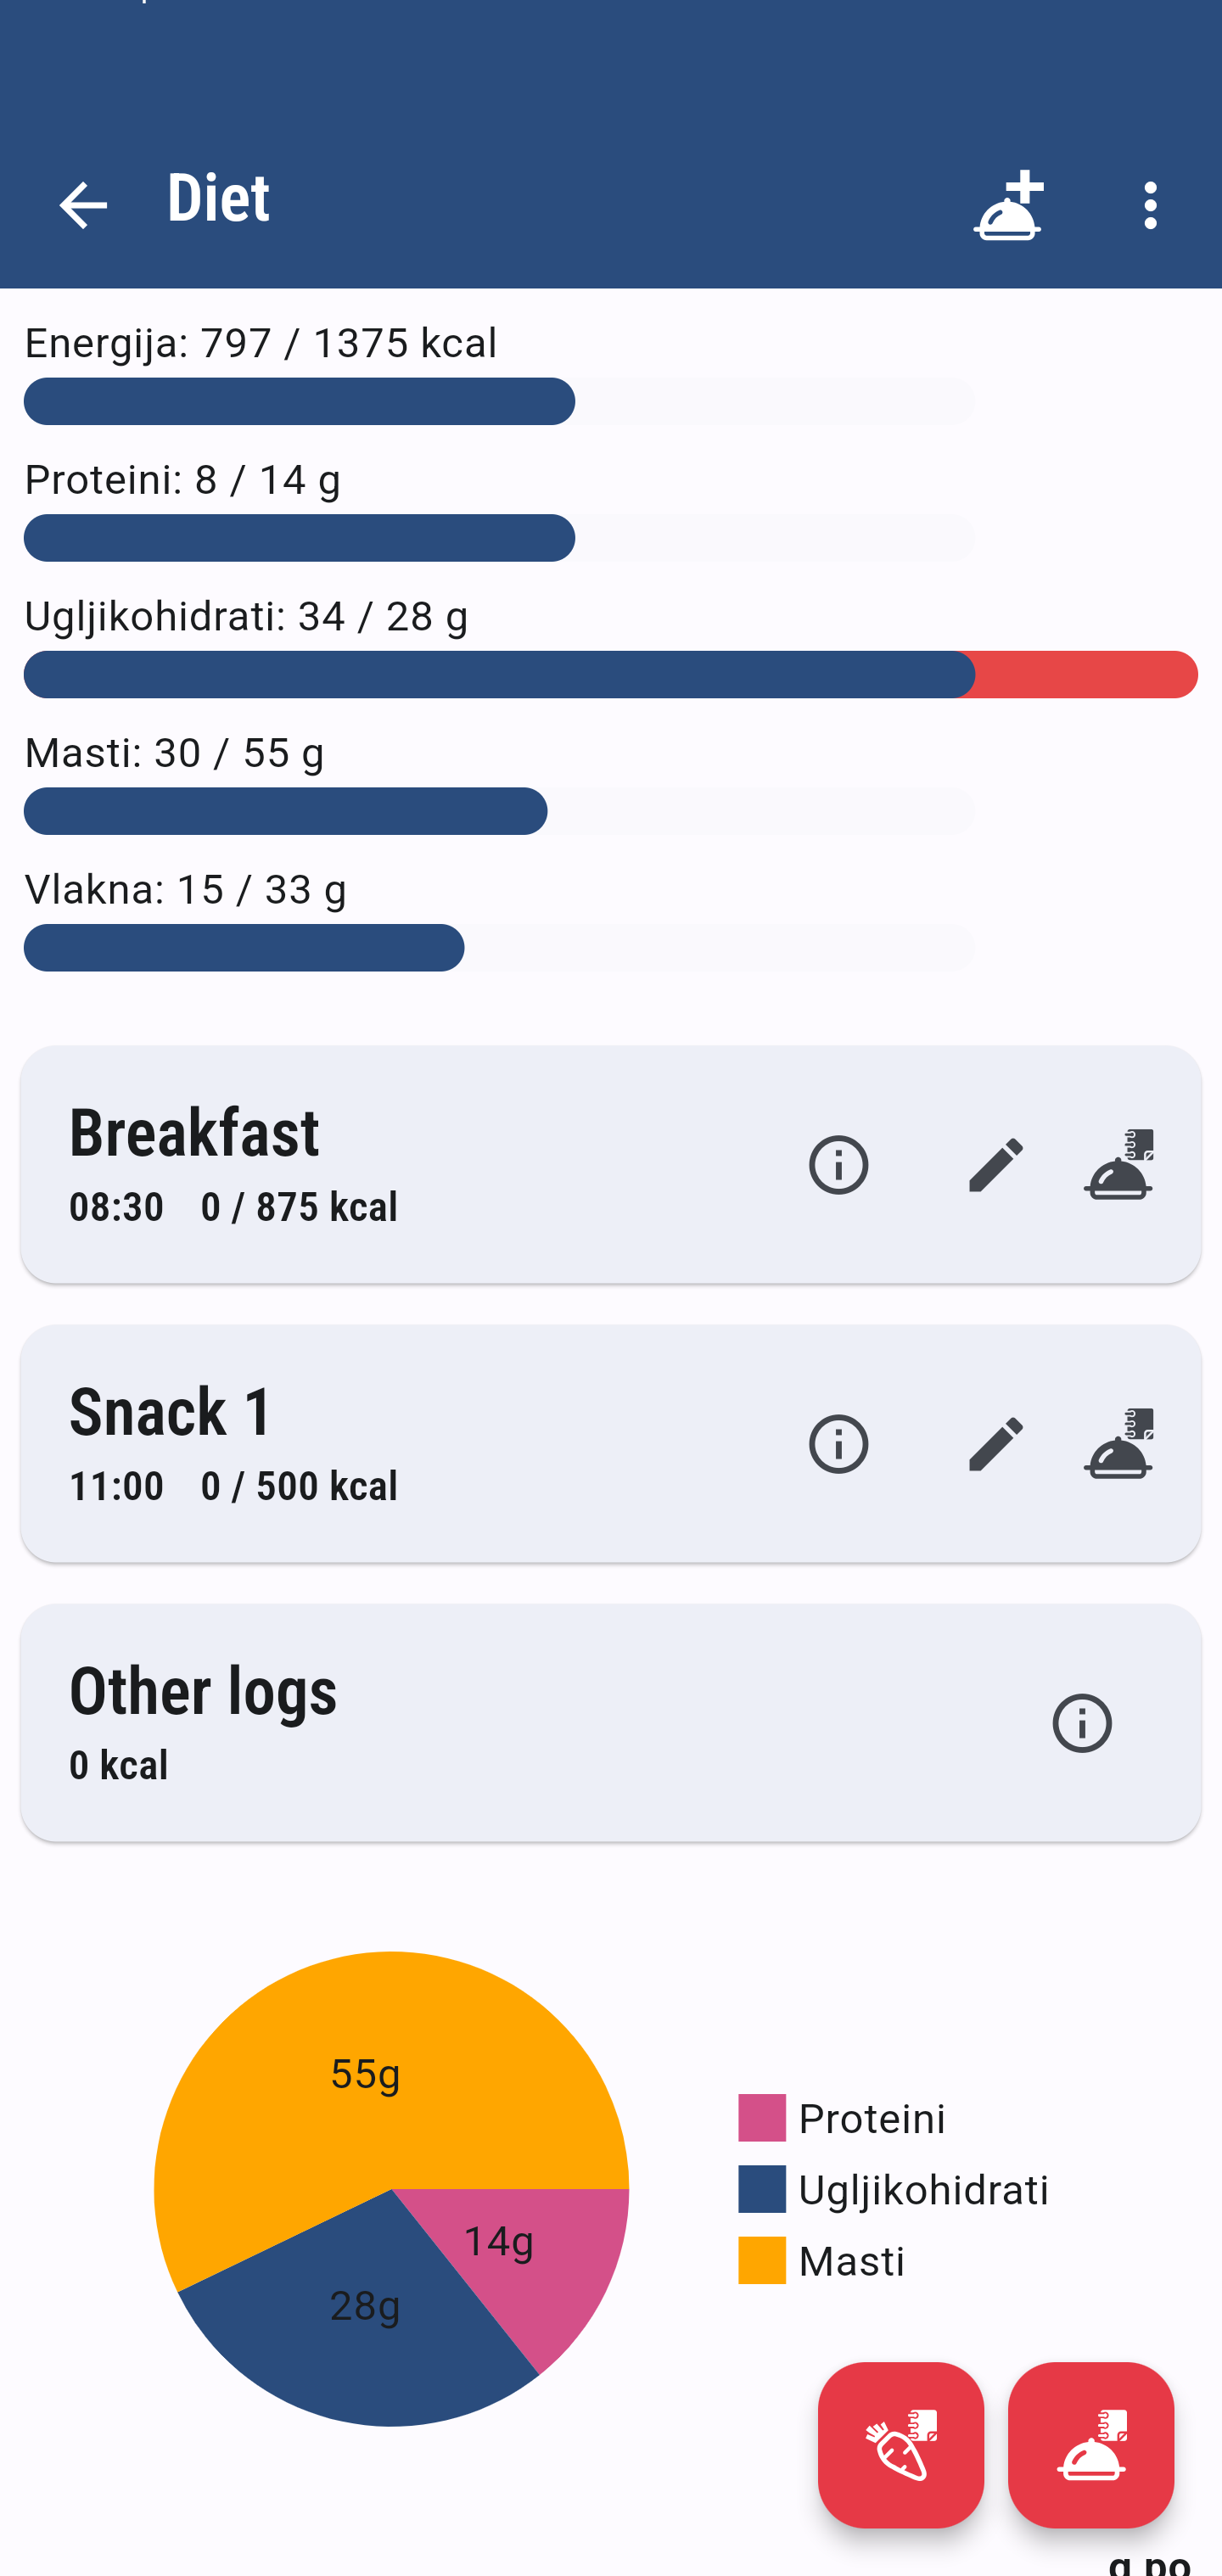 Diet
Energija: 797 / 1375 kcal
Proteini: 8 / 14 g
Ugljikohidrati: 34 / 28 g
Masti: 30 / 55 g
Vlakna: 15 / 33 g
Breakfast
08:30 0 / 875 kcal
Snack 1
11:00 0 / 500 kcal
Other logs
0 kcal
55g
14g
28g
Proteini
Ugljikohidrati
Masti
g po